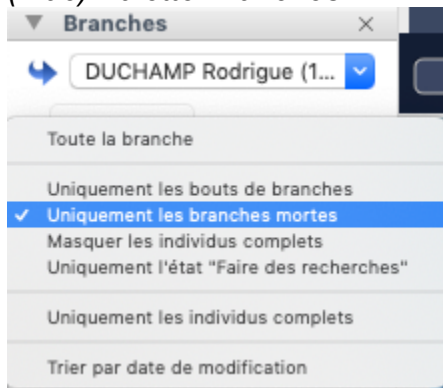 Branches
DUCHAMP Rodrigue (1...
Toute la branche
Uniquement les bouts de branches
Uniquement les branches mortes
Masquer les individus complets
Uniquement l'état "Faire des recherches"
Uniquement les individus complets
Trier par date de modification